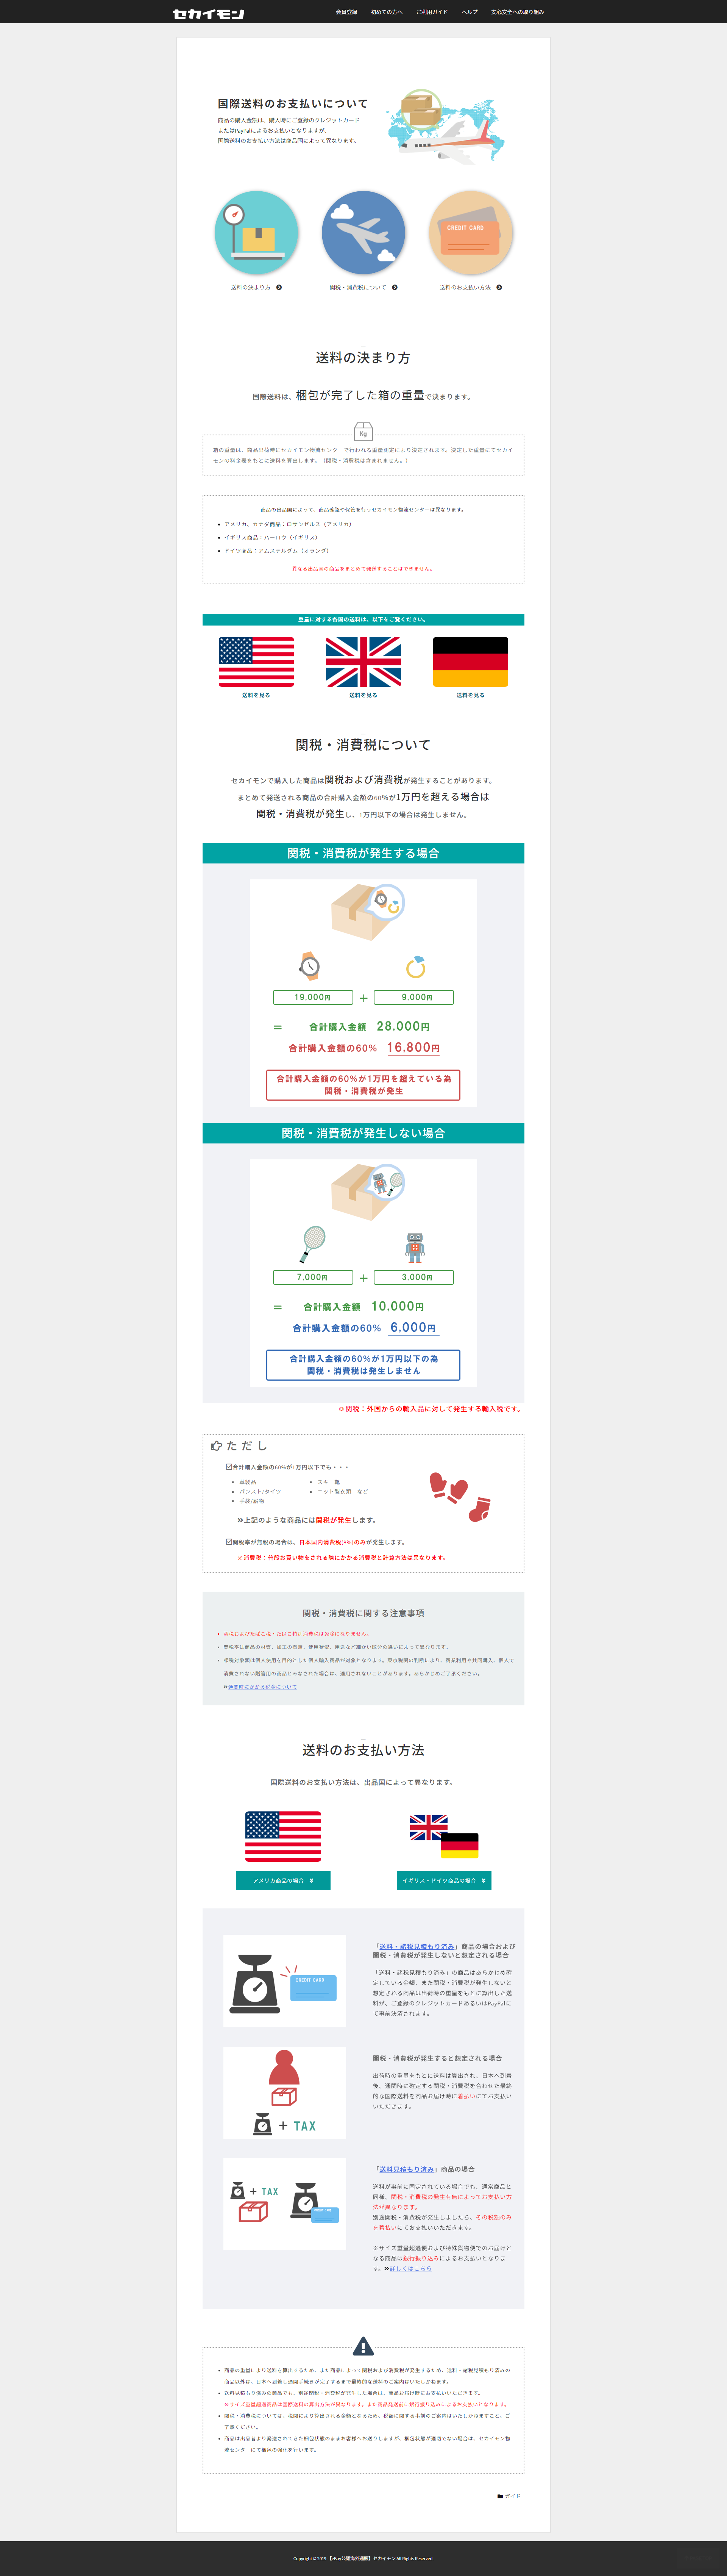 セカイモン
会員登録 初めての方へ ご利用ガイド ヘルプ 安心安全への取り組み
国際送料のお支払いについて
商品の購入金額は、購入時にご登録のクレジットカード
またはPayPalによるお支払いとなりますが、
国際送料のお支払い方法は商品国によって異なります。
CREDIT CARD
送料の決まり方
関税・消費税について
送料のお支払い方法
送料の決まり方
国際送料は、梱包が完了した箱の重量で決まります。
Kg
箱の重量は、商品出荷時にセカイモン物流センターで行われる重量測定により決定されます。決定した重量にてセカイ
モンの料金表をもとに送料を算出します。（関税・消費税は含まれません。）
商品の出品国によって、商品確認や保管を行うセカイモン物流センターは異なります。
アメリカ、カナダ商品：ロサンゼルス（アメリカ）
イギリス商品：ハーロウ（イギリス）
ドイツ商品：アムステルダム（オランダ）
異なる出品国の商品をまとめて発送することはできません。
重量に対する各国の送料は、以下をご覧ください。
送料を見る 送料を見る 送料を見る
関税・消費税について
セカイモンで購入した商品は関税および消費税が発生することがあります。
まとめて発送される商品の合計購入金額の60％が1万円を超える場合は
関税・消費税が発生し、1万円以下の場合は発生しません。
関税・消費税が発生する場合
19,000円 ＋ 9,000円
＝ 合計購入金額 28,000円
合計購入金額の60％ 16,800円
合計購入金額の60％が1万円を超えている為
関税・消費税が発生
関税・消費税が発生しない場合
7,000円 ＋ 3,000円
＝ 合計購入金額 10,000円
合計購入金額の60％ 6,000円
合計購入金額の60％が1万円以下の為
関税・消費税は発生しません
関税：外国からの輸入品に対して発生する輸入税です。
ただし
合計購入金額の60％が1万円以下でも・・・
革製品
パンスト/タイツ
手袋/履物
スキー靴
ニット製衣類 など
上記のような商品には関税が発生します。
関税率が無税の場合は、日本国内消費税(8%)のみが発生します。
※消費税：普段お買い物をされる際にかかる消費税と計算方法は異なります。
関税・消費税に関する注意事項
酒税およびたばこ税・たばこ特別消費税は免除になりません。
関税率は商品の材質、加工の有無、使用状況、用途など細かい区分の違いによって異なります。
課税対象額は個人使用を目的とした個人輸入商品が対象となります。東京税関の判断により、商業利用や共同購入、個人で
消費されない贈答用の商品とみなされた場合は、適用されないことがあります。あらかじめご了承ください。
通関時にかかる税金について
送料のお支払い方法
国際送料のお支払い方法は、出品国によって異なります。
アメリカ商品の場合
イギリス・ドイツ商品の場合
CREDIT CARD
「送料・諸税見積もり済み」商品の場合および
関税・消費税が発生しないと想定される場合
「送料・諸税見積もり済み」の商品はあらかじめ確
定している金額、また関税・消費税が発生しないと
想定される商品は出荷時の重量をもとに算出した送
料が、ご登録のクレジットカードあるいはPayPalに
て事前決済されます。
＋ TAX
関税・消費税が発生すると想定される場合
出荷時の重量をもとに送料は算出され、日本へ到着
後、通関時に確定する関税・消費税を合わせた最終
的な国際送料を商品お届け時に着払いにてお支払い
いただきます。
＋ TAX
「送料見積もり済み」商品の場合
送料が事前に固定されている場合でも、通常商品と
同様、関税・消費税の発生有無によってお支払い方
法が異なります。
別途関税・消費税が発生しましたら、その税額のみ
を着払いにてお支払いいただきます。
※サイズ重量超過便および特殊貨物便でのお届けと
なる商品は銀行振り込みによるお支払いとなりま
す。詳しくはこちら
商品の重量により送料を算出するため、また商品によって関税および消費税が発生するため、送料・諸税見積もり済みの
商品以外は、日本へ到着し通関手続きが完了するまで最終的な送料のご案内はいたしかねます。
送料見積もり済みの商品でも、別途関税・消費税が発生した場合は、商品お届け時にお支払いいただきます。
※サイズ重量超過商品は国際送料の算出方法が異なります。また商品発送前に銀行振り込みによるお支払いとなります。
関税・消費税については、税関により算出される金額となるため、税額に関する事前のご案内はいたしかねますこと、ご
了承ください。
商品は出品者より発送されてきた梱包状態のままお客様へお送りしますが、梱包状態が適切でない場合は、セカイモン物
流センターにて梱包の強化を行います。
ガイド
Copyright © 2019 【eBay公認海外通販】セカイモン All Rights Reserved.